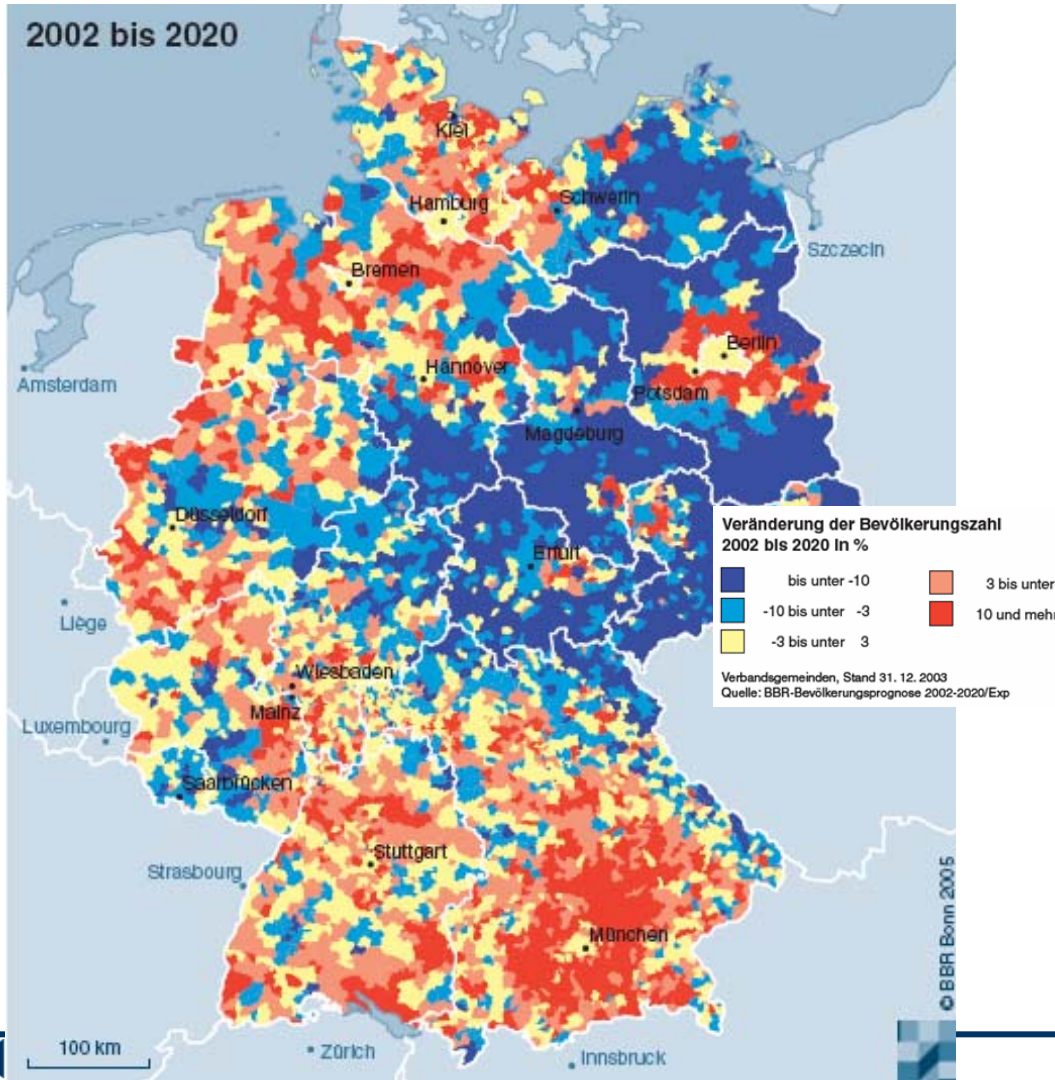 2002 bis 2020
Kiel
Hamburg
Schwerin
Szczecin
Bremen
Berlin
Amsterdam
Hannover
Potsdam
Magdeburg
Düsseldorf
Erfurt
Liège
Wiesbaden
Mainz
Luxembourg
Saarbrücken
Stuttgart
Strasbourg
München
Zürich
Innsbruck
100 km
Veränderung der Bevölkerungszahl
2002 bis 2020 in %
bis unter -10
3 bis unter
-10 bis unter -3
10 und mehr
-3 bis unter 3
Verbandsgemeinden, Stand 31. 12. 2003
Quelle: BBR-Bevölkerungsprognose 2002-2020/Exp
© BBR Bonn 2005